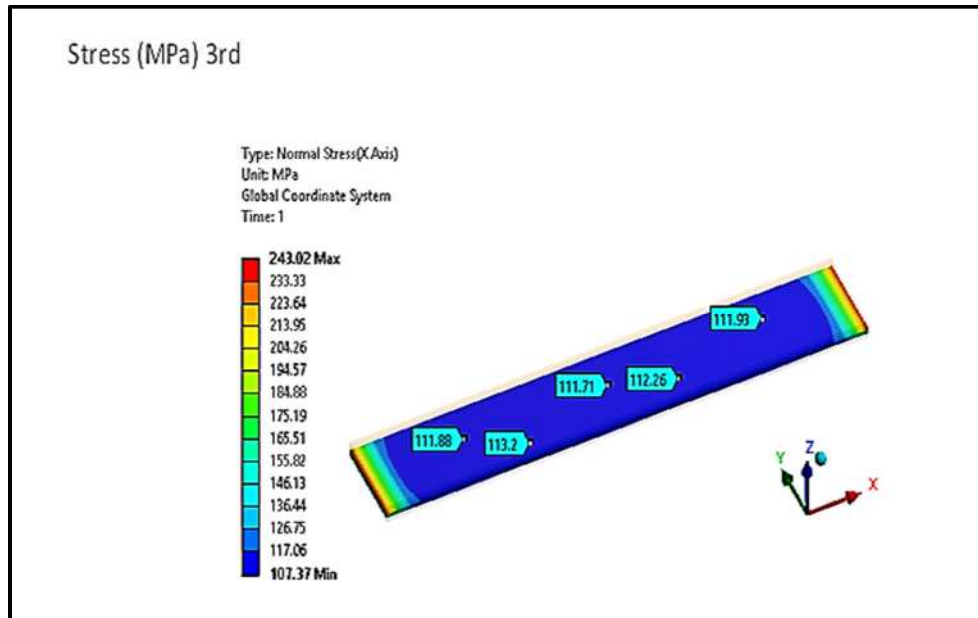 Stress (MPa) 3rd
Type: Normal Stress(X Axis)
Unit: MPa
Global Coordinate System
Time: 1
243.02 Max
233.33
223.64
213.95
204.26
194.57
184.88
175.19
165.51
155.82
146.13
136.44
126.75
117.06
107.37 Min
111.93
111.71
112.26
111.88
113.2
Y
Z
X